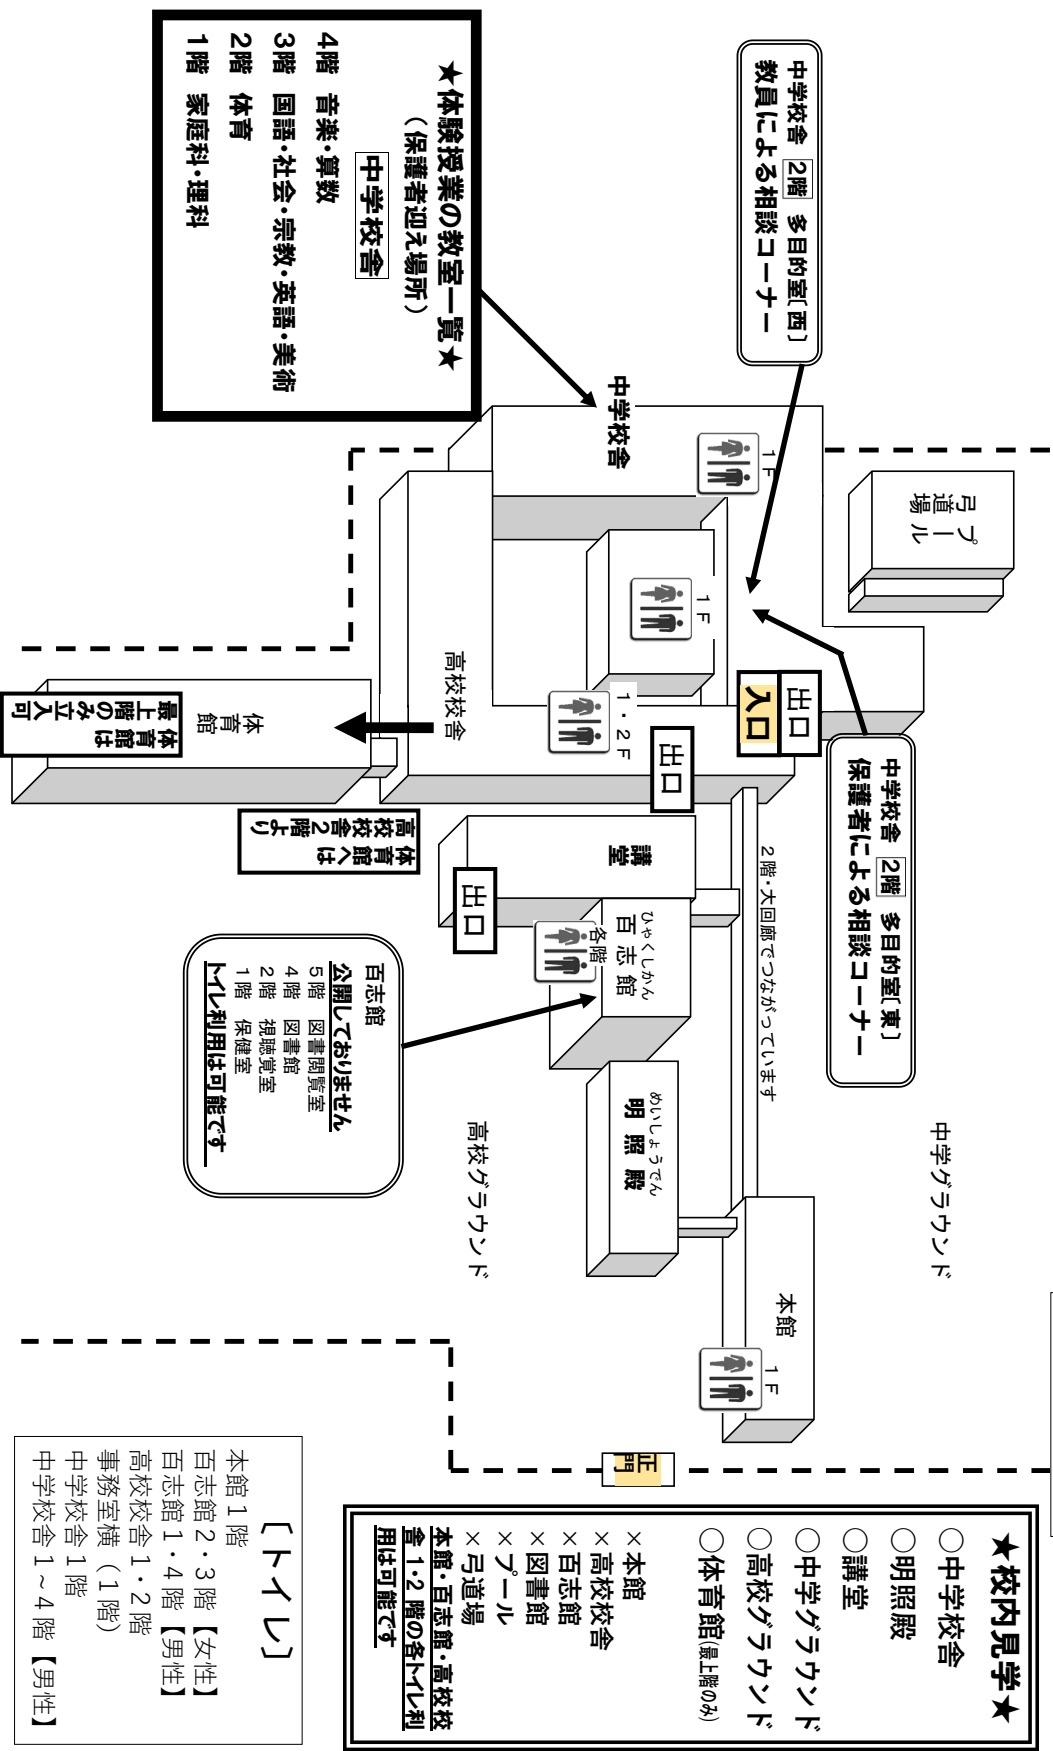 ★体験授業の教室一覧★
（保護者迎え場所）
中学校舎
４階　音楽・算数
３階　国語・社会・宗教・英語・美術
２階　体育
１階　家庭科・理科
中学校舎 2階 多目的室[西]
教員による相談コーナー
中学校舎
１Ｆ
弓道場
プール
１Ｆ
高校校舎
１・２Ｆ
出口
入口
出口
体育館
体育館は
最上階のみ立入可
体育館へは
高校校舎２階より
中学校舎 2階 多目的室[東]
保護者による相談コーナー
講堂
出口
ひゃくしかん
百志館
各階
２階・大回廊でつながっています
百志館
公開しておりません
５階　図書閲覧室
４階　図書館
２階　視聴覚室
１階　保健室
トイレ利用は可能です
めいしょうでん
明照殿
中学グラウンド
高校グラウンド
本館
１Ｆ
正門
★校内見学★
○中学校舎
○明照殿
○講堂
○中学グラウンド
○高校グラウンド
○体育館(最上階のみ)
×本館
×高校校舎
×百志館
×図書館
×プール
×弓道場
本館・百志館・高校校
舎 1・2 階の各トイレ利
用は可能です
〔トイレ〕
本館１階
百志館２・３階【女性】
百志館１・４階【男性】
高校校舎１・２階
事務室横（１階）
中学校舎１階
中学校舎１～４階【男性】